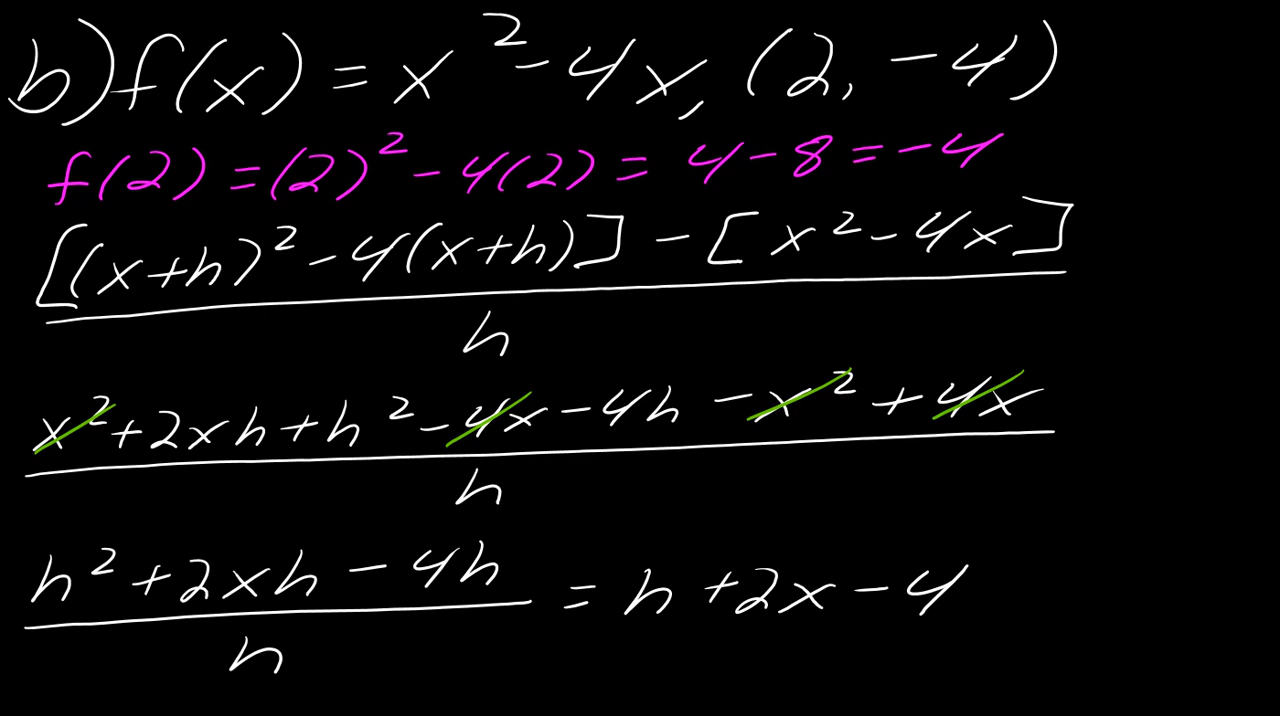 b) f(x) = x² - 4x, (2, -4)
f(2) = (2)² - 4(2) = 4 - 8 = -4
[(x+h)² - 4(x+h)] - [x² - 4x]
h
x² + 2xh + h² - 4x - 4h - x² + 4x
h
h² + 2xh - 4h = h + 2x - 4
h